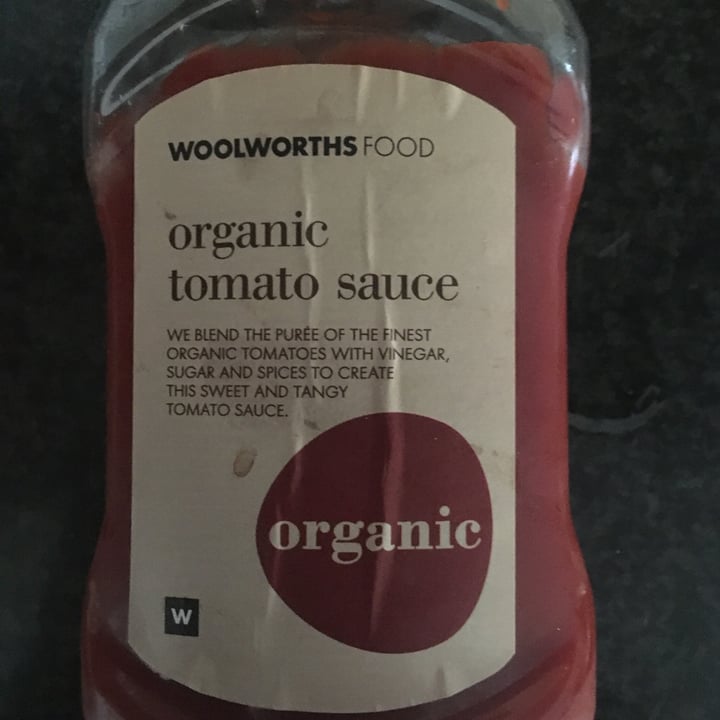 WOOLWORTHS FOOD
organic
tomato sauce
WE BLEND THE PURÉE OF THE FINEST
ORGANIC TOMATOES WITH VINEGAR,
SUGAR AND SPICES TO CREATE
THIS SWEET AND TANGY
TOMATO SAUCE.
organic
W